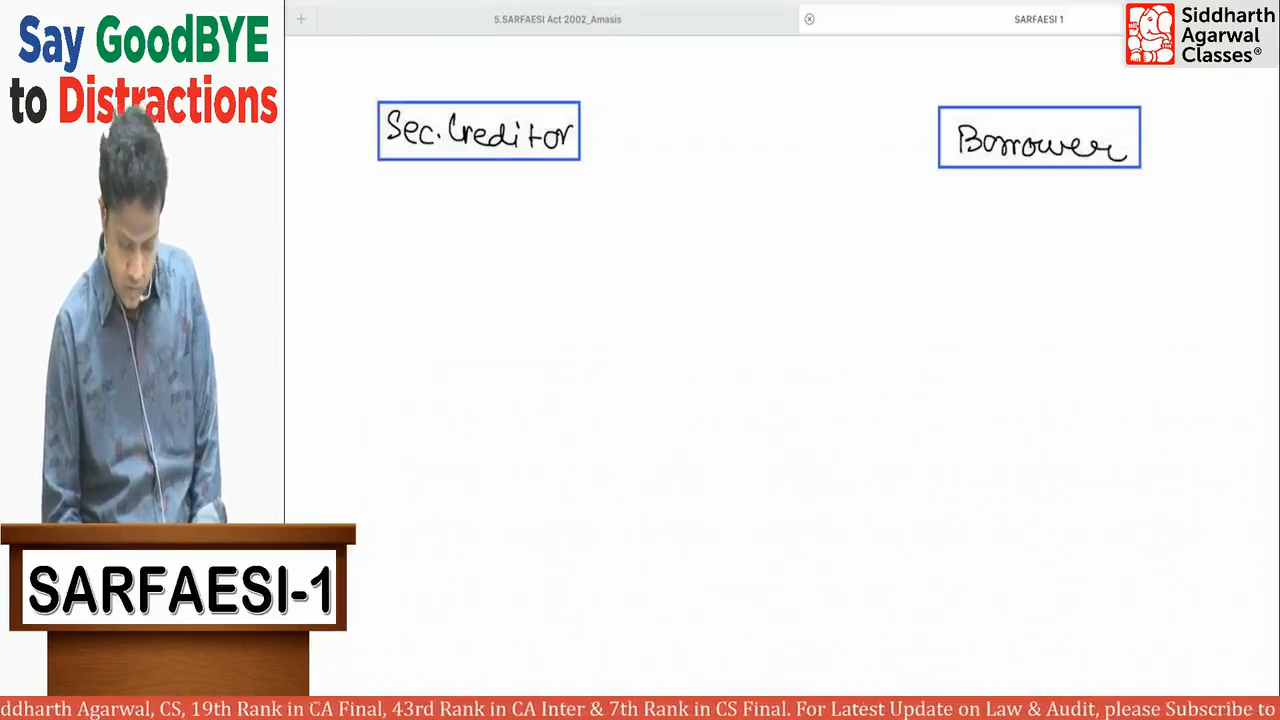 Say GoodBYE
to Distractions
5.SARFAESI Act 2002_Amasis
SARFAESI 1
Siddharth
Agarwal
Classes®
Sec. Creditor
Borrower
SARFAESI-1
ddharth Agarwal, CS, 19th Rank in CA Final, 43rd Rank in CA Inter & 7th Rank in CS Final. For Latest Update on Law & Audit, please Subscribe to